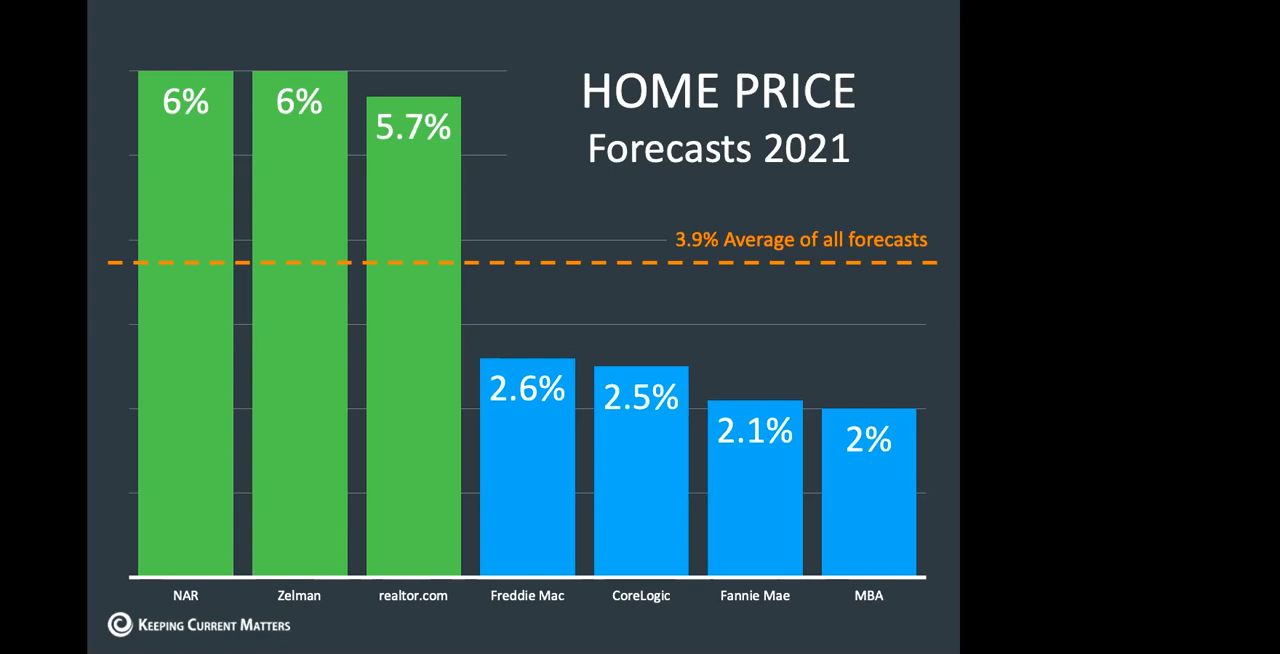 HOME PRICE
Forecasts 2021
6%
6%
5.7%
3.9% Average of all forecasts
2.6%
2.5%
2.1%
2%
NAR
Zelman
realtor.com
Freddie Mac
CoreLogic
Fannie Mae
MBA
KEEPING CURRENT MATTERS